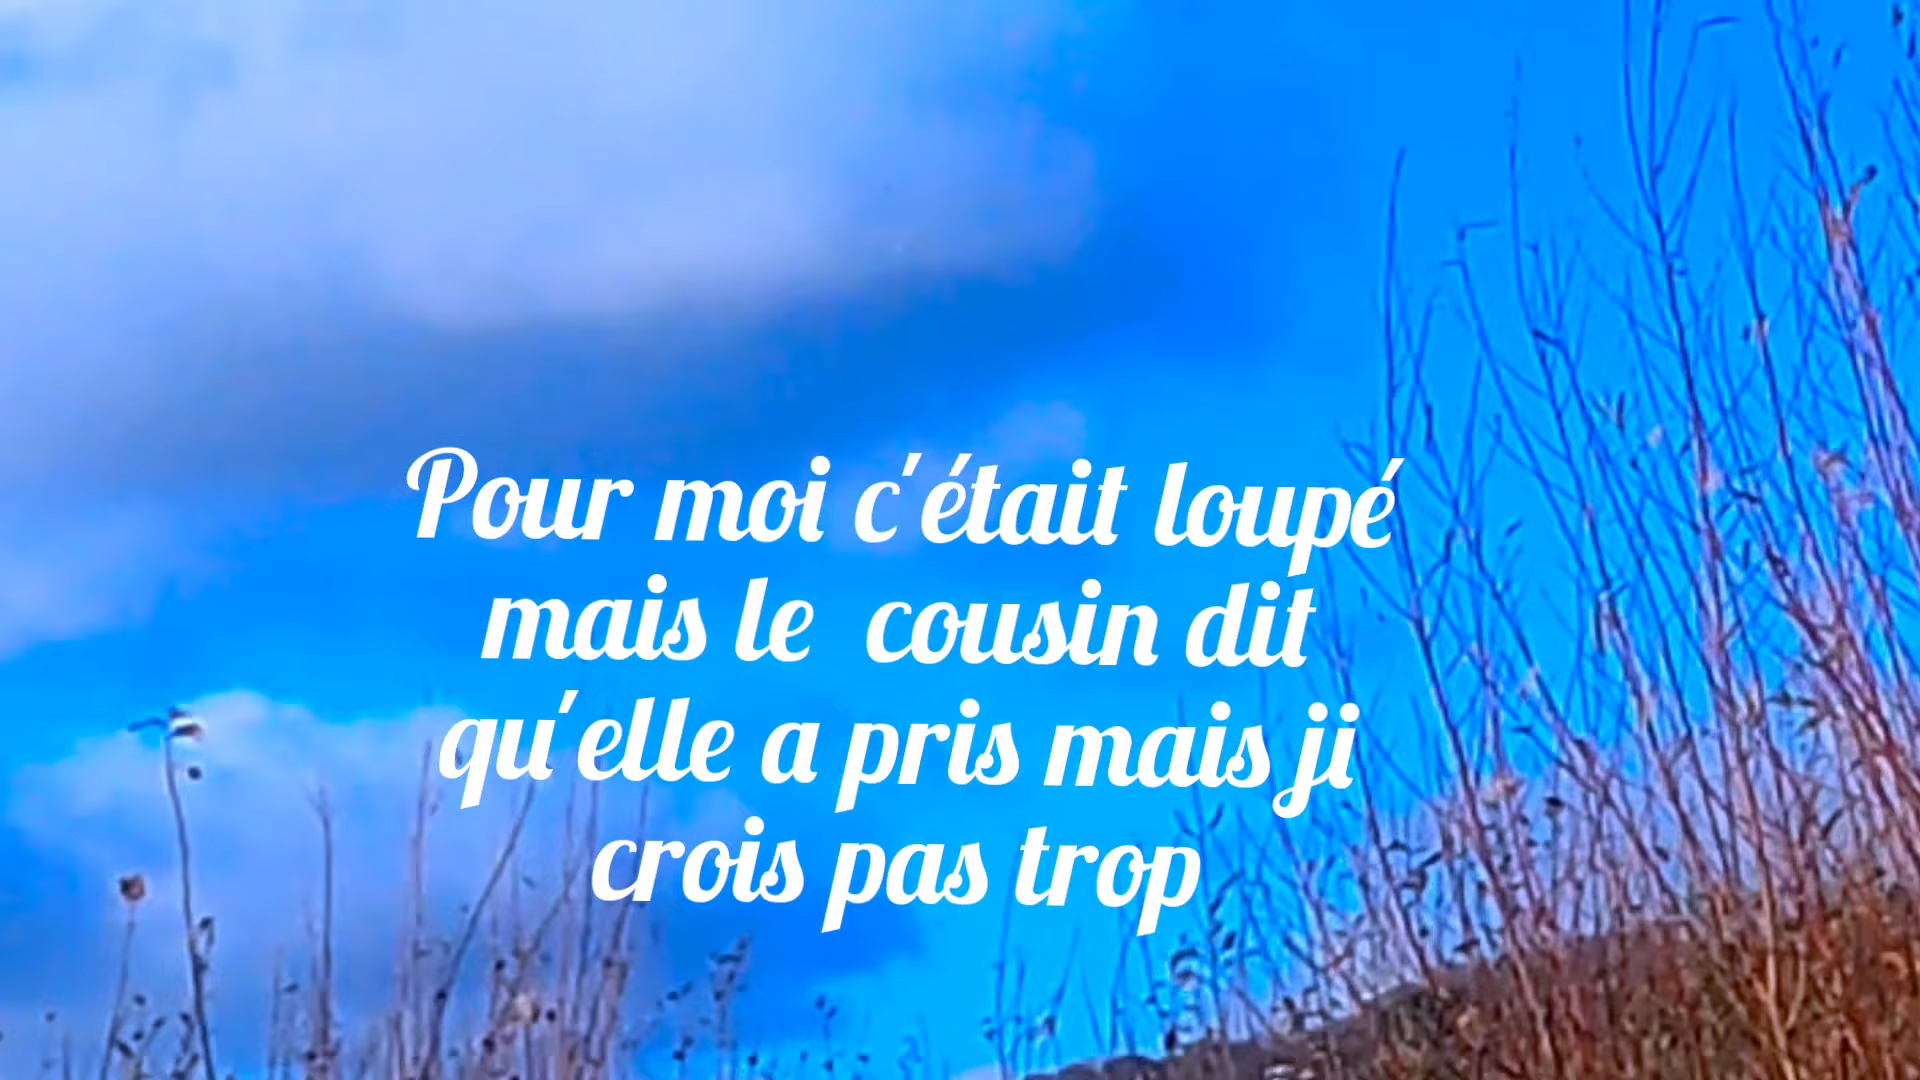 Pour moi c'était loupé
mais le  cousin dit
qu'elle a pris mais ji
crois pas trop